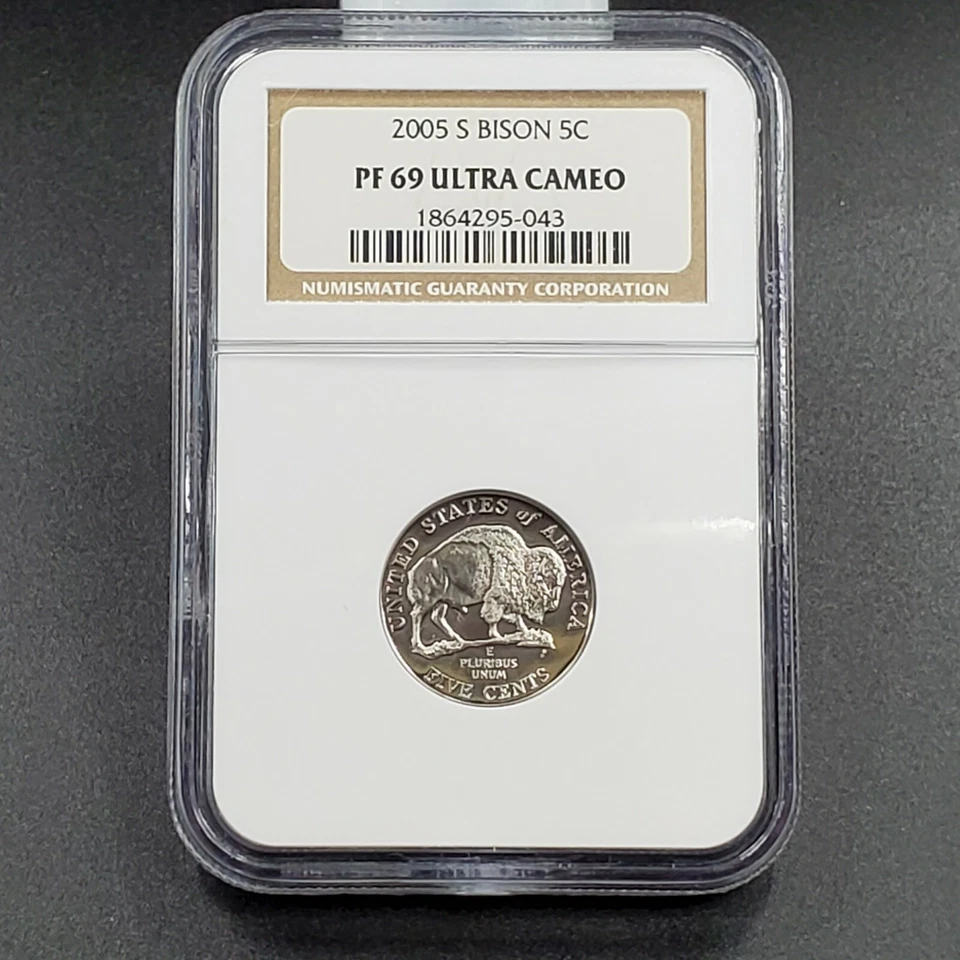 2005 S BISON 5C
PF 69 ULTRA CAMEO
1864295-043
NUMISMATIC GUARANTY CORPORATION
UNITED STATES of AMERICA
E
PLURIBUS
UNUM
FIVE CENTS